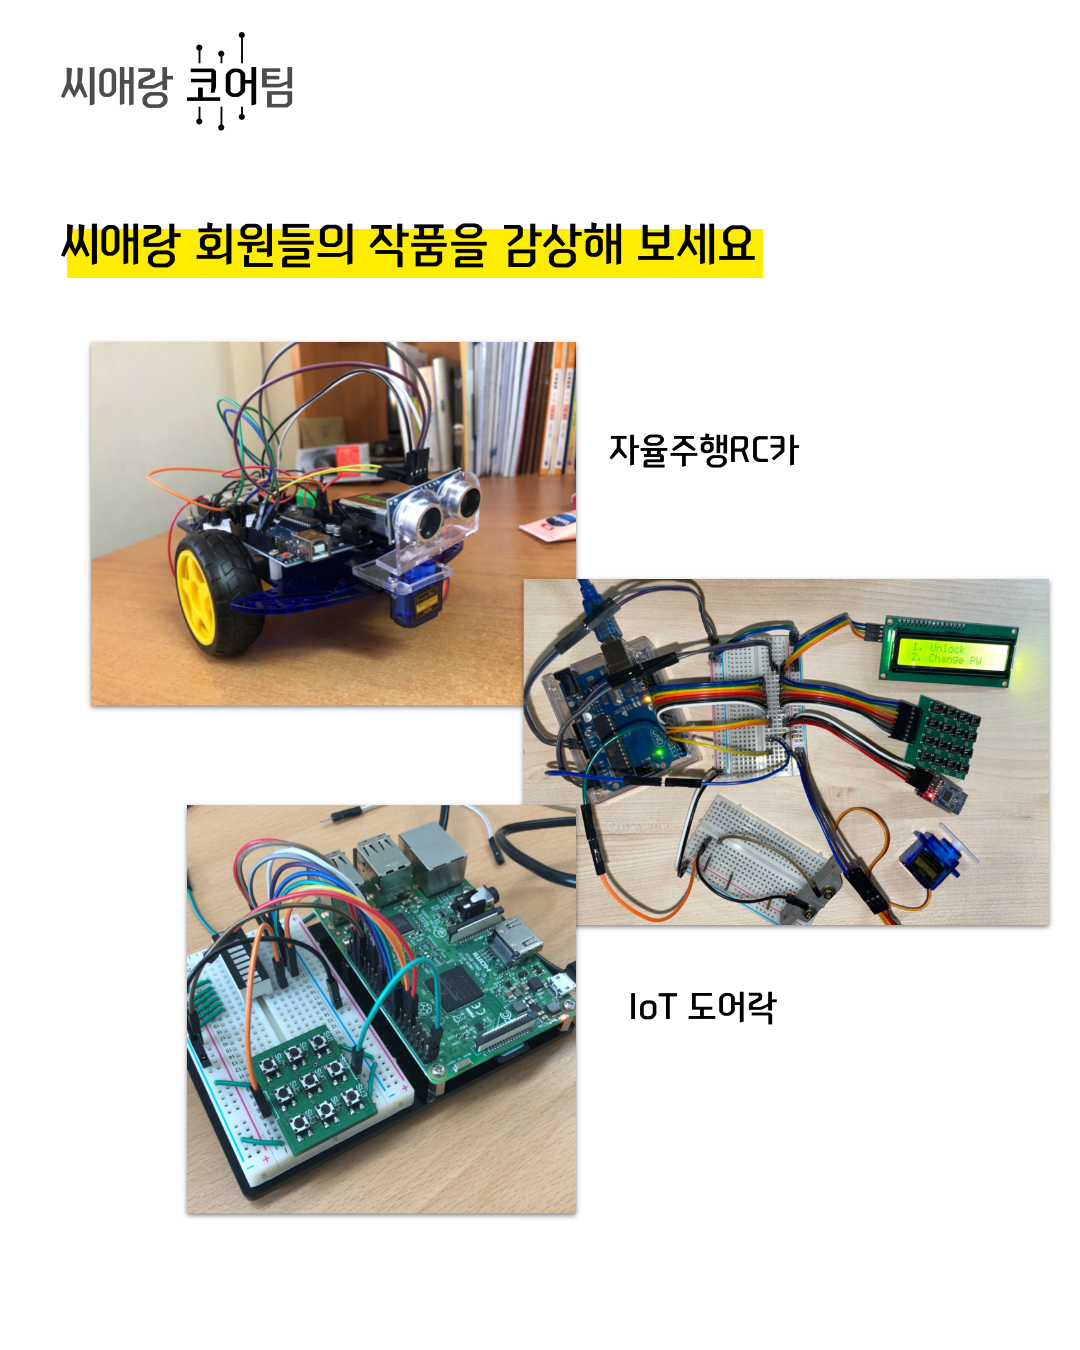 씨애랑 코어팀
씨애랑 회원들의 작품을 감상해 보세요
자율주행RC카
1. Unlock
2. Change PW
IoT 도어락